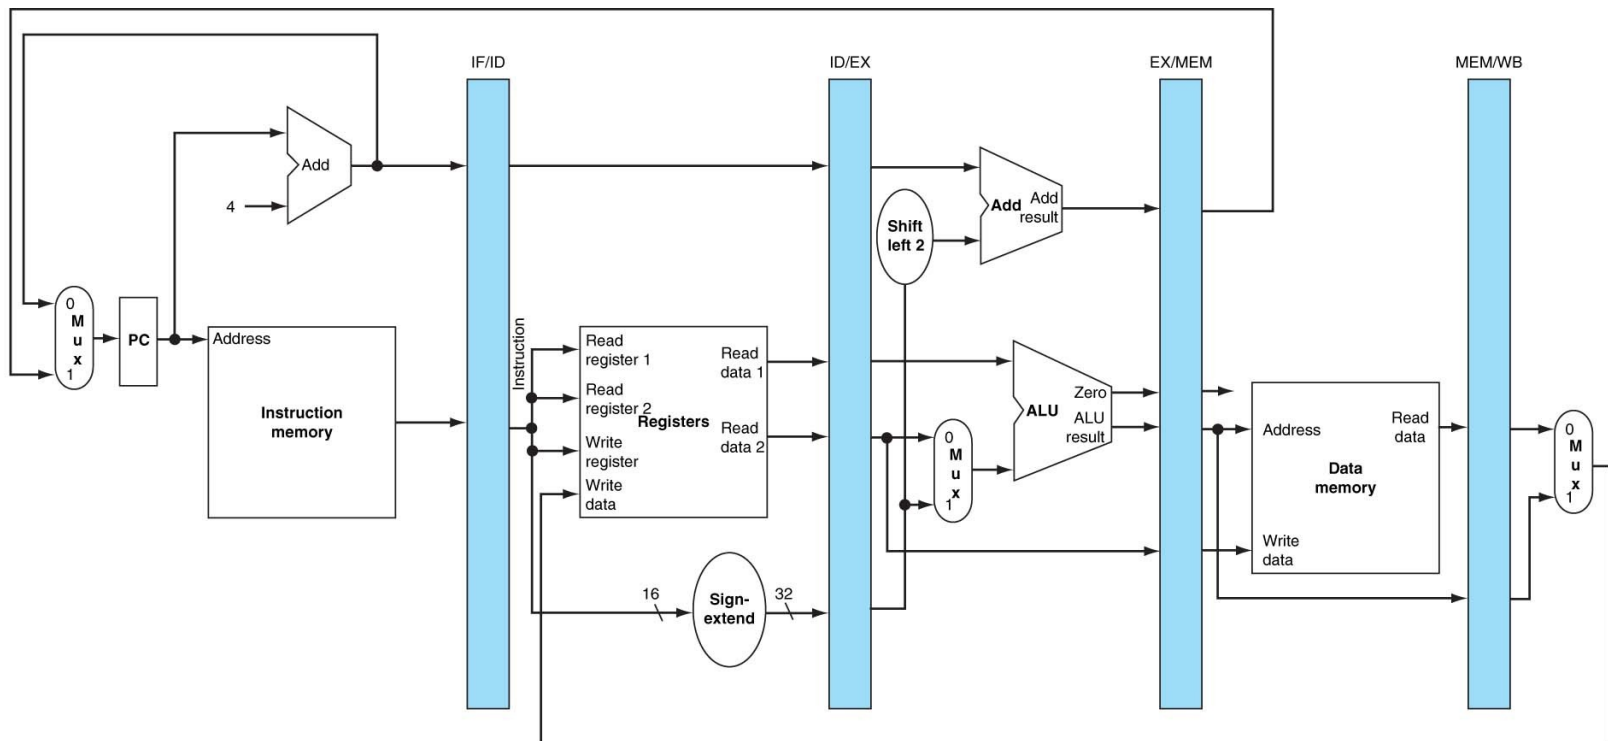 IF/ID
ID/EX
EX/MEM
MEM/WB
Add
4
Shift
left 2
Add
Add
result
0
M
u
x
1
PC
Address
Instruction
memory
Instruction
Read
register 1
Read
register 2
Write
register
Write
data
Registers
Read
data 1
Read
data 2
16
Sign-
extend
32
0
M
u
x
1
Zero
ALU
ALU
result
Address
Read
data
Data
memory
Write
data
0
M
u
x
1